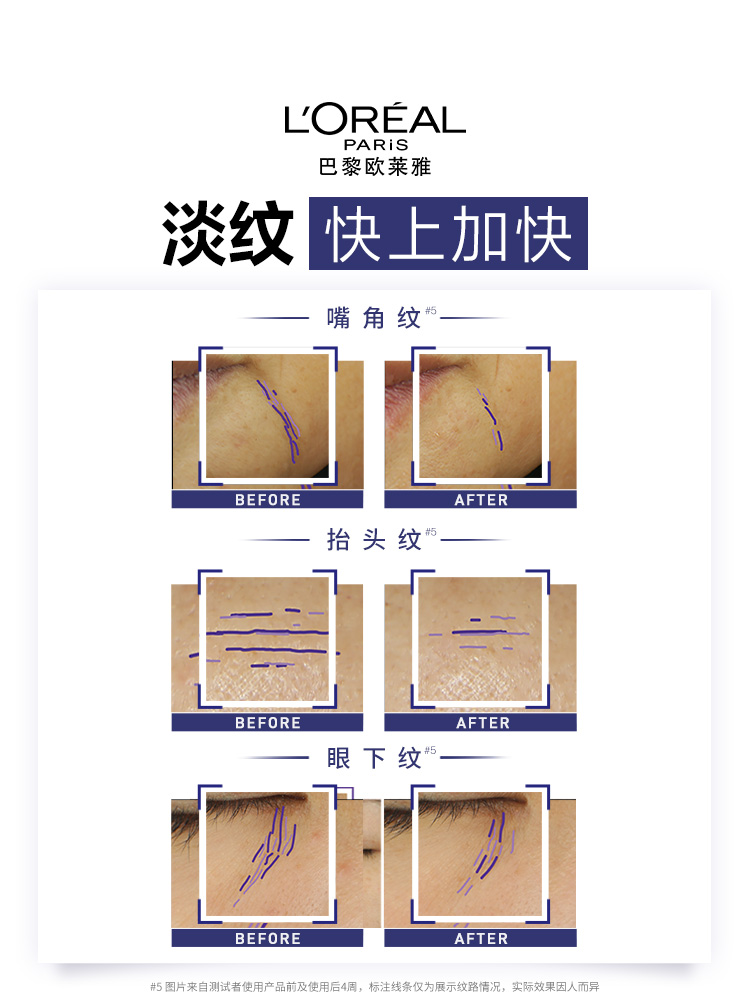 L'ORÉAL
PARiS
巴黎欧莱雅
淡纹 快上加快
嘴角纹#5
BEFORE AFTER
抬头纹#5
BEFORE AFTER
眼下纹#5
BEFORE AFTER
#5 图片来自测试者使用产品前及使用后4周，标注线条仅为展示纹路情况，实际效果因人而异